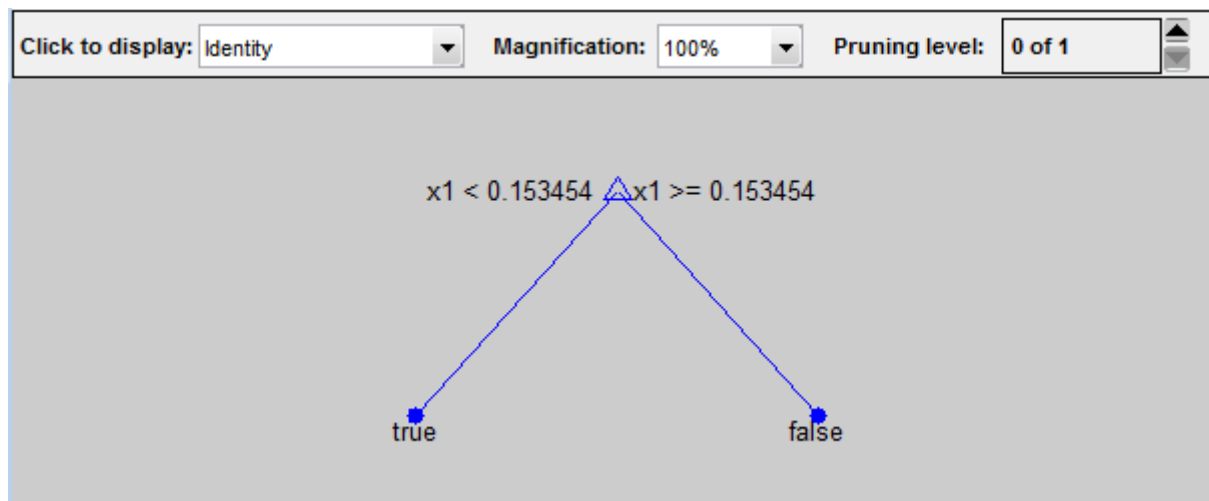 Click to display: Identity Magnification: 100% Pruning level: 0 of 1
x1 < 0.153454 x1 >= 0.153454
true false